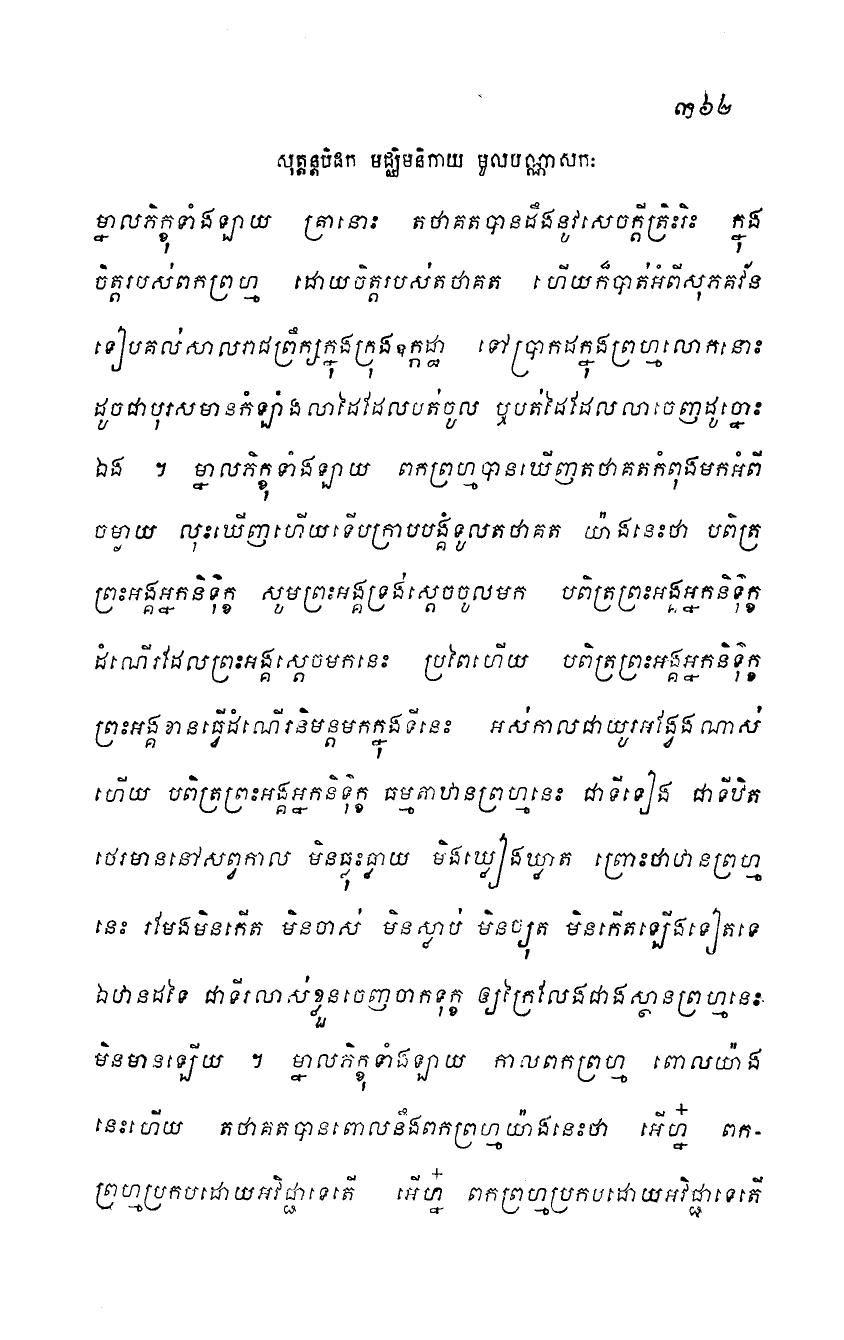 ៣៦២
សុត្តន្តបិដក មជ្ឈិមនិកាយ មូលបណ្ណាសកៈ
ម្នាលភិក្ខុទាំងឡាយ គ្រានោះ តថាគតបានដឹងនូវសេចក្តីត្រិះរិះ ក្នុង
ចិត្តរបស់ពកព្រហ្ម ដោយចិត្តរបស់តថាគត ហើយក៏បាត់អំពីសុភគវ័ន
ទៀបគល់សាលរាជព្រឹក្សក្នុងក្រុងឧក្កដ្ឋា ទៅប្រាកដក្នុងព្រហ្មលោកនោះ
ដូចជាបុរសមានកំឡាំងលាដៃដែលបត់ចូល ឬបត់ដៃដែលលាចេញដូច្នោះ
ឯង ។ ម្នាលភិក្ខុទាំងឡាយ ពកព្រហ្មបានឃើញតថាគតកំពុងមកអំពី
ចម្ងាយ លុះឃើញហើយទើបក្រាបបង្គំទូលតថាគត យ៉ាងនេះថា បពិត្រ
ព្រះអង្គអ្នកនិទ៌ុក្ខ សូមព្រះអង្គទ្រង់ស្តេចចូលមក បពិត្រព្រះអង្គអ្នកនិទ៌ុក្ខ
ដំណើរដែលព្រះអង្គស្តេចមកនេះ ប្រពៃហើយ បពិត្រព្រះអង្គអ្នកនិទ៌ុក្ខ
ព្រះអង្គខានធ្វើដំណើរនិមន្តមកក្នុងទីនេះ អស់កាលជាយូរអង្វែងណាស់
ហើយ បពិត្រព្រះអង្គអ្នកនិទ៌ុក្ខ ធម្មតាឋានព្រហ្មនេះ ជាទីទៀង ជាទីឋិត
ថេរមាននៅសព្វកាល មិនធ្លុះធ្លាយ មិងឃ្លៀងឃ្លាត ព្រោះថាឋានព្រហ្ម
នេះ រមែងមិនកើត មិនចាស់ មិនស្លាប់ មិនច្យុត មិនកើតឡើងទៀតទេ
ឯឋានដទៃ ជាទីរលាស់ខ្លួនចេញចាកទុក្ខ ឲ្យក្រៃលែងជាងស្ថានព្រហ្មនេះ
មិនមានឡើយ ។ ម្នាលភិក្ខុទាំងឡាយ កាលពកព្រហ្ម ពោលយ៉ាង
នេះហើយ តថាគតបានពោលនឹងពកព្រហ្មយ៉ាងនេះថា អើហ្ន៎ ពក-
ព្រហ្មប្រកបដោយអវិជ្ជាទេតើ អើហ្ន៎ ពកព្រហ្មប្រកបដោយអវិជ្ជាទេតើ